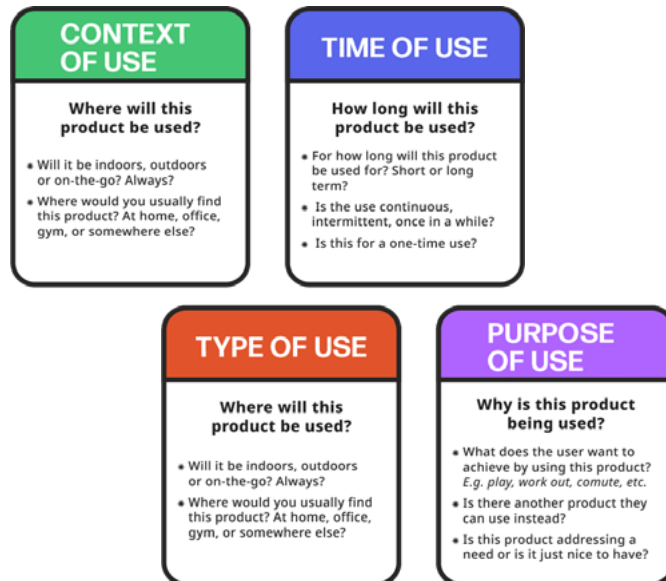 CONTEXT
OF USE
Where will this
product be used?
• Will it be indoors, outdoors
or on-the-go? Always?
• Where would you usually find
this product? At home, office,
gym, or somewhere else?
TIME OF USE
How long will this
product be used?
• For how long will this product
be used for? Short or long
term?
• Is the use continuous,
intermittent, once in a while?
• Is this for a one-time use?
TYPE OF USE
Where will this
product be used?
• Will it be indoors, outdoors
or on-the-go? Always?
• Where would you usually find
this product? At home, office,
gym, or somewhere else?
PURPOSE
OF USE
Why is this product
being used?
• What does the user want to
achieve by using this product?
E.g. play, work out, comute, etc.
• Is there another product they
can use instead?
• Is this product addressing a
need or is it just nice to have?